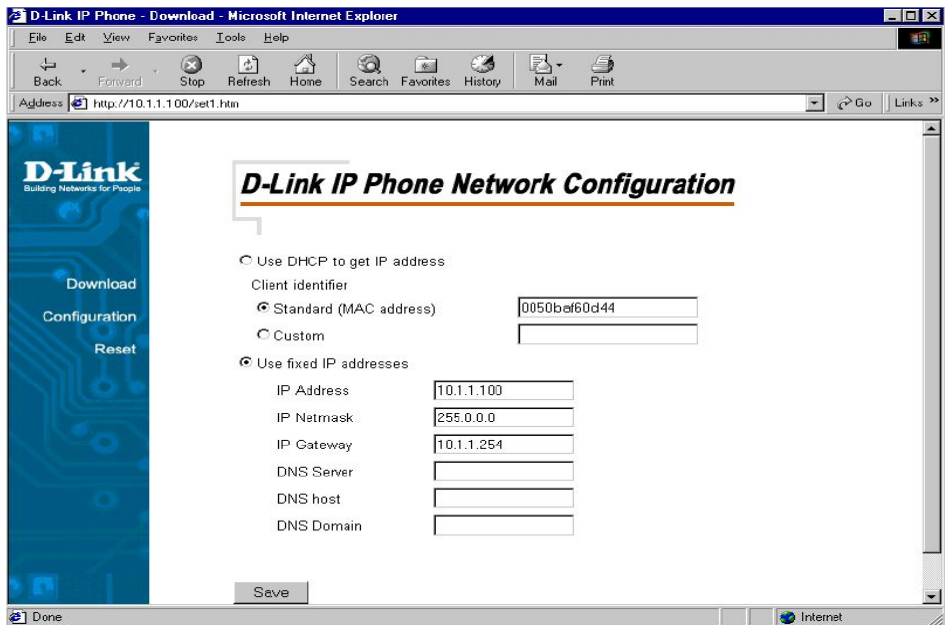 D-Link IP Phone - Download - Microsoft Internet Explorer
File Edit View Favorites Tools Help
Back Forward Stop Refresh Home Search Favorites History Mail Print
Address http://10.1.1.100/set1.htm Go Links »
D-Link
Building Networks for People
D-Link IP Phone Network Configuration
Download
Configuration
Reset
Use DHCP to get IP address
Client identifier
Standard (MAC address) 0050baf60d44
Custom
Use fixed IP addresses
IP Address 10.1.1.100
IP Netmask 255.0.0.0
IP Gateway 10.1.1.254
DNS Server
DNS host
DNS Domain
Save
Done Internet